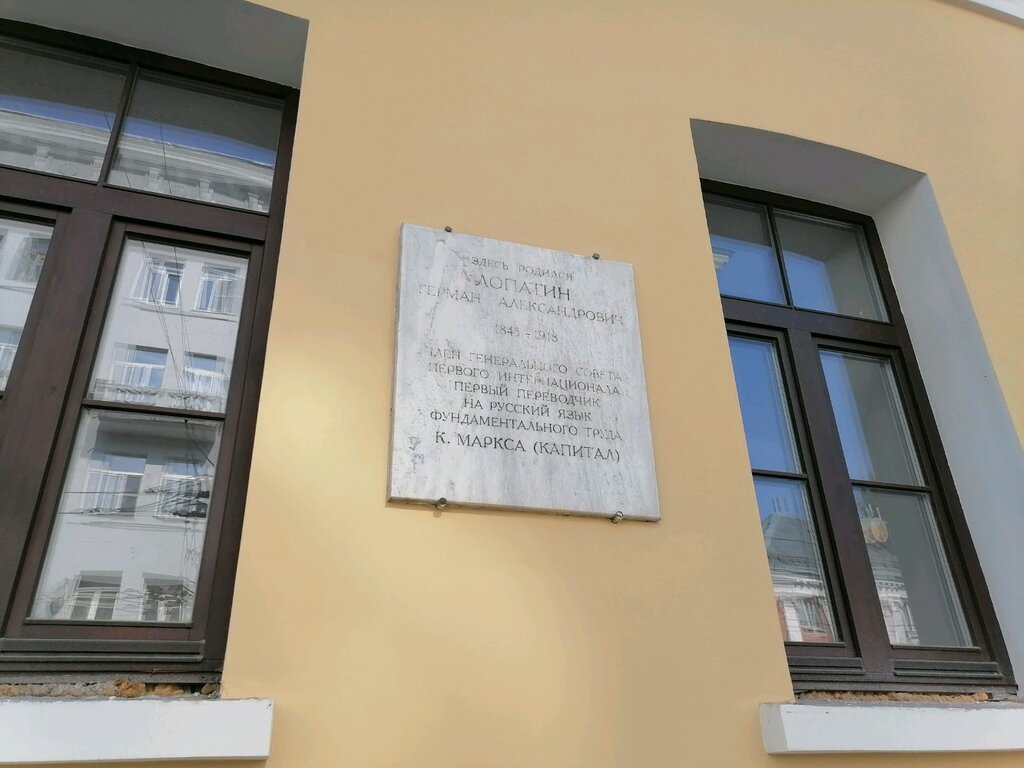 ЗДЕСЬ РОДИЛСЯ
ЛОПАТИН
ГЕРМАН АЛЕКСАНДРОВИЧ
1845 - 1918
ЧЛЕН ГЕНЕРАЛЬНОГО СОВЕТА
ПЕРВОГО ИНТЕРНАЦИОНАЛА
ПЕРВЫЙ ПЕРЕВОДЧИК
НА РУССКИЙ ЯЗЫК
ФУНДАМЕНТАЛЬНОГО ТРУДА
К. МАРКСА (КАПИТАЛ)